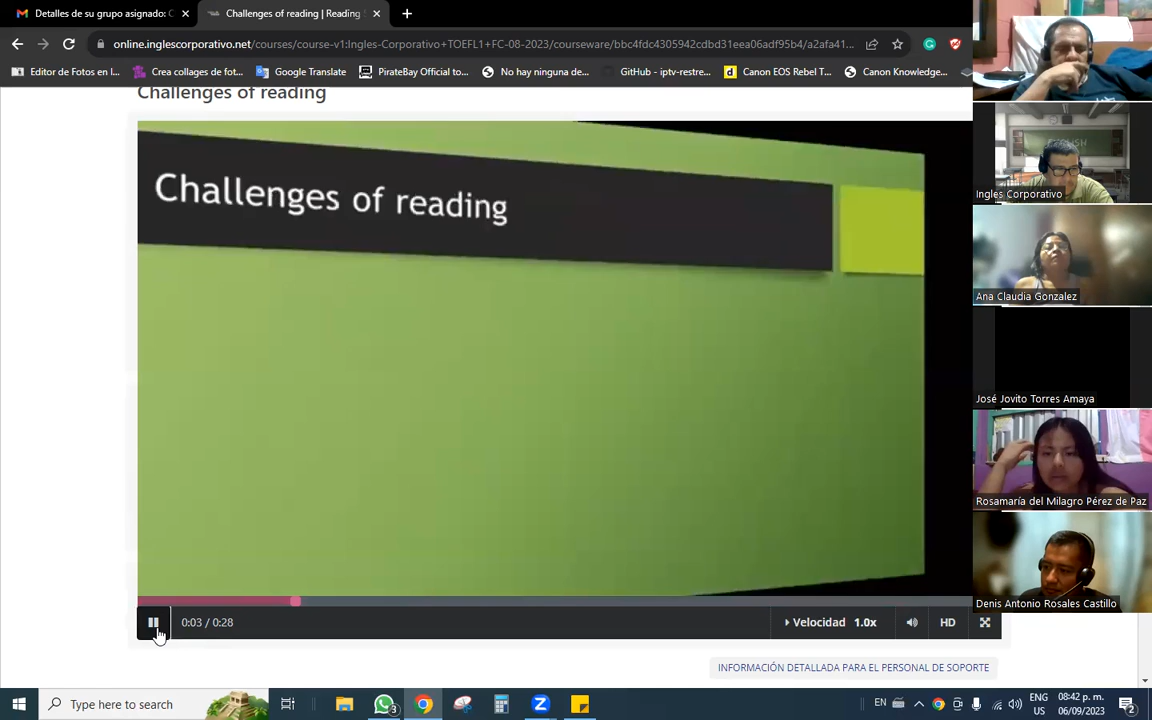 Detalles de su grupo asignado: C
Challenges of reading | Reading S
online.inglescorporativo.net/courses/course-v1:Ingles-Corporativo+TOEFL1+FC-08-2023/courseware/bbc4fdc4305942cdbd31eea06adf95b4/a2afa41...
Editor de Fotos en l...
Crea collages de fot...
Google Translate
PirateBay Official to...
No hay ninguna de...
GitHub - iptv-restre...
Canon EOS Rebel T...
Canon Knowledge...
Challenges of reading
Challenges of reading
ENGLISH
Ingles Corporativo
Ana Claudia Gonzalez
José Jovito Torres Amaya
Rosamaría del Milagro Pérez de Paz
Denis Antonio Rosales Castillo
0:03 / 0:28
Velocidad 1.0x
HD
INFORMACIÓN DETALLADA PARA EL PERSONAL DE SOPORTE
Type here to search
3
EN
ENG
US
08:42 p. m.
06/09/2023
2